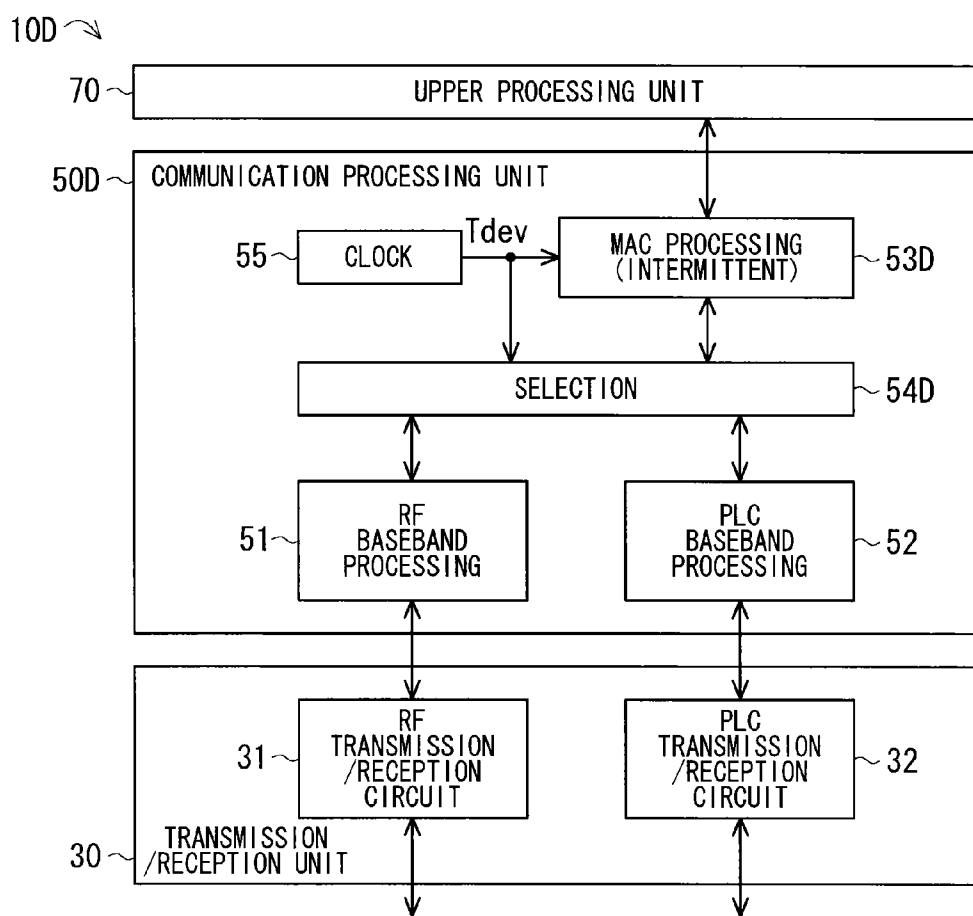 10D
70
UPPER PROCESSING UNIT
50D
COMMUNICATION PROCESSING UNIT
55
CLOCK
Tdev
MAC PROCESSING
(INTERMITTENT)
53D
SELECTION
54D
51
RF
BASEBAND
PROCESSING
PLC
BASEBAND
PROCESSING
52
31
RF
TRANSMISSION
/RECEPTION
CIRCUIT
PLC
TRANSMISSION
/RECEPTION
CIRCUIT
32
30
TRANSMISSION
/RECEPTION UNIT